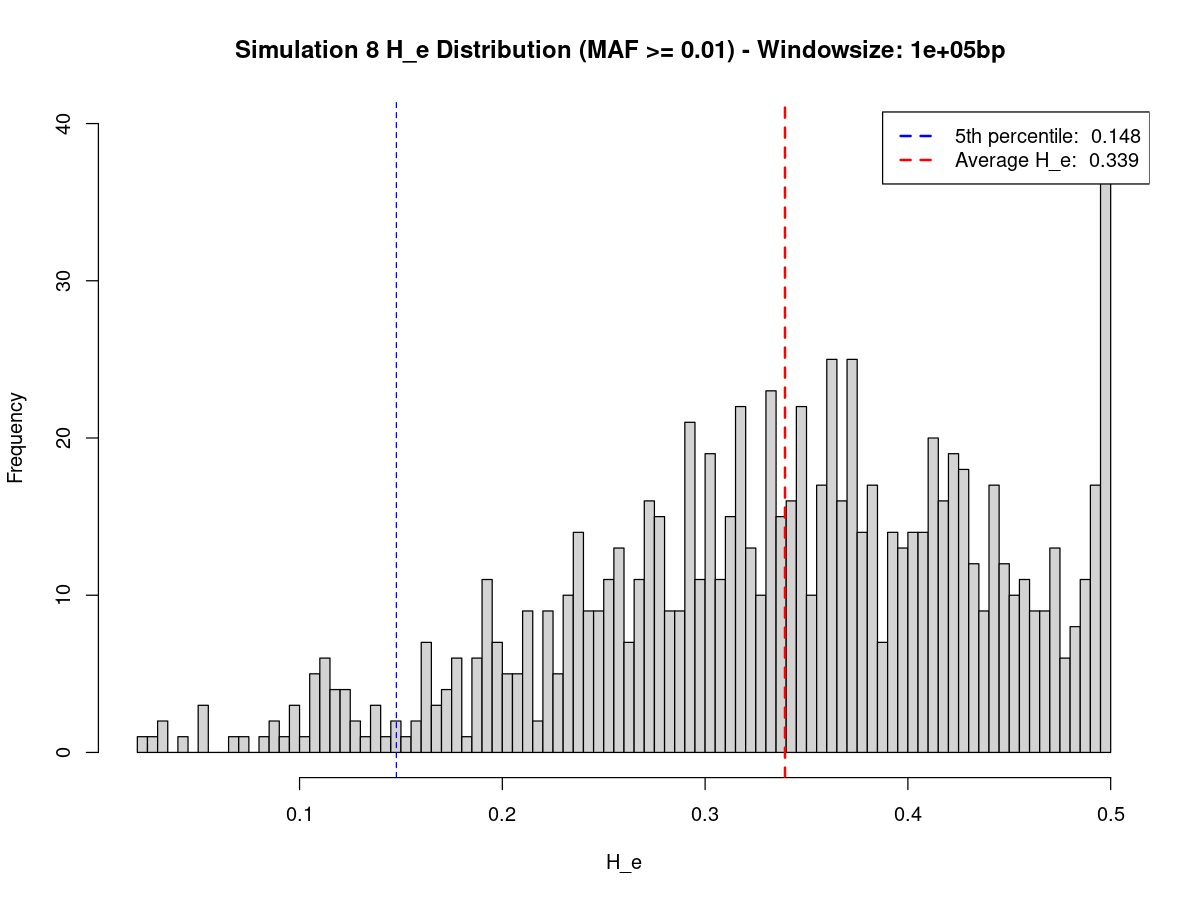 Simulation 8 H_e Distribution (MAF >= 0.01) - Windowsize: 1e+05bp
5th percentile: 0.148
Average H_e: 0.339
Frequency
40
30
20
10
0
0.1 0.2 0.3 0.4 0.5
H_e